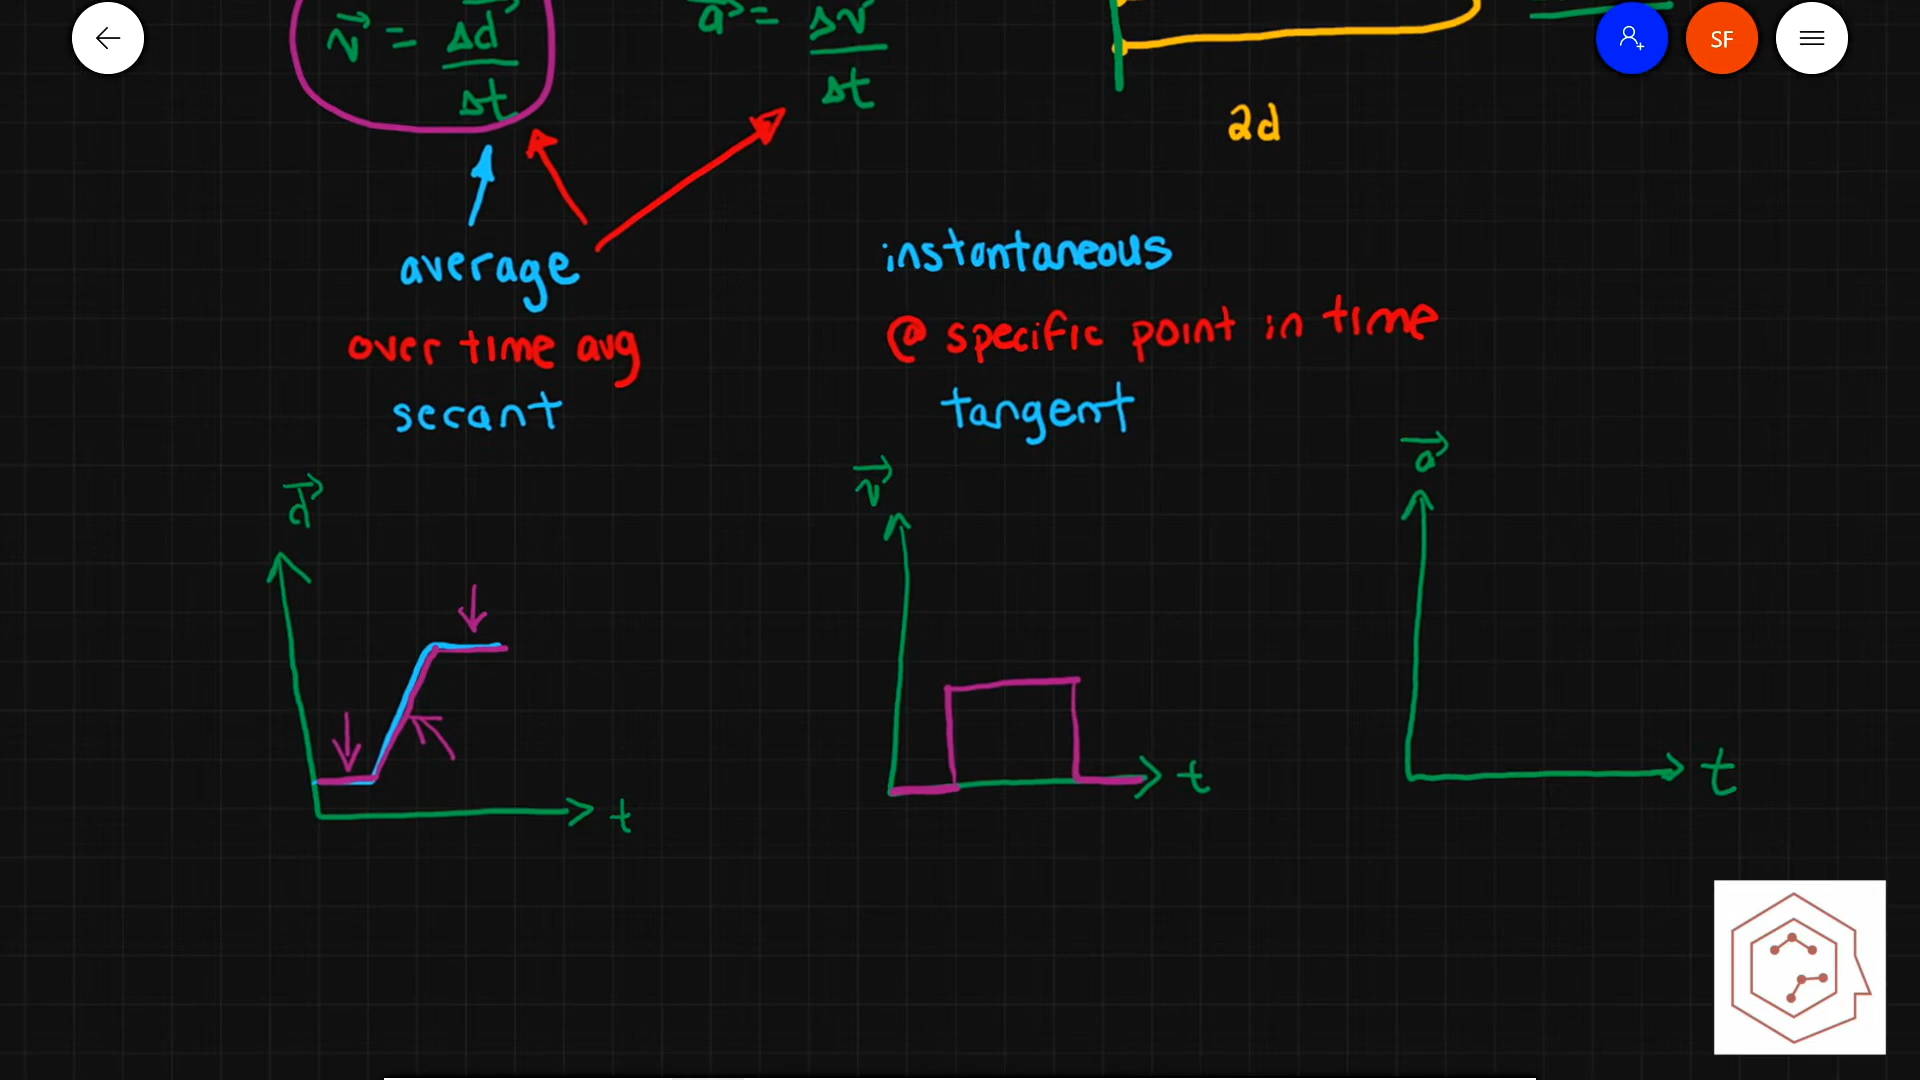 v⃗ = Δd⃗ / Δt
a⃗ = Δv⃗ / Δt
2d
SF
average
over time avg
secant
instantaneous
@ specific point in time
tangent
d⃗
t
v⃗
t
a⃗
t